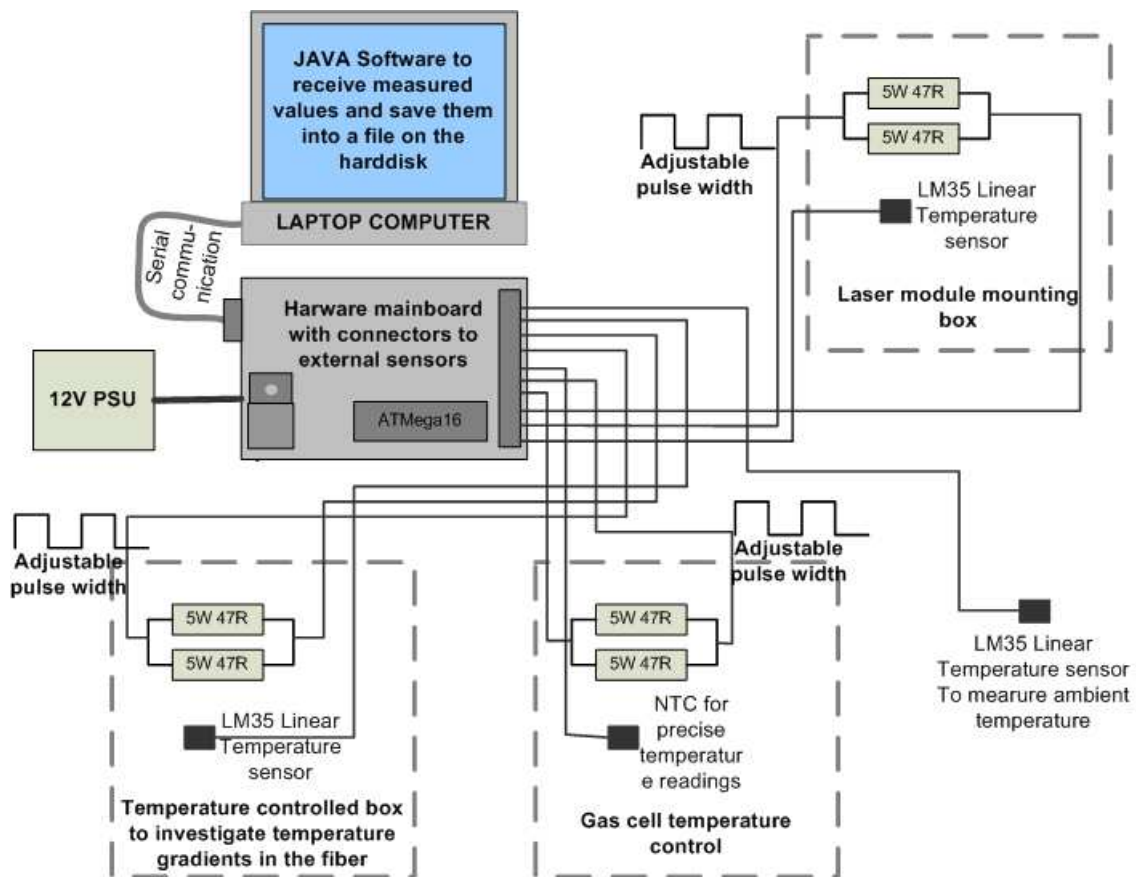 JAVA Software to
receive measured
values and save them
into a file on the
harddisk
LAPTOP COMPUTER
Serial
commu-
nication
Harware mainboard
with connectors to
external sensors
ATMega16
12V PSU
Adjustable
pulse width
5W 47R
5W 47R
LM35 Linear
Temperature
sensor
Laser module mounting
box
Adjustable
pulse width
5W 47R
5W 47R
LM35 Linear
Temperature
sensor
Temperature controlled box
to investigate temperature
gradients in the fiber
Adjustable
pulse width
5W 47R
5W 47R
NTC for
precise
temperatur
e readings
Gas cell temperature
control
LM35 Linear
Temperature sensor
To mearure ambient
temperature